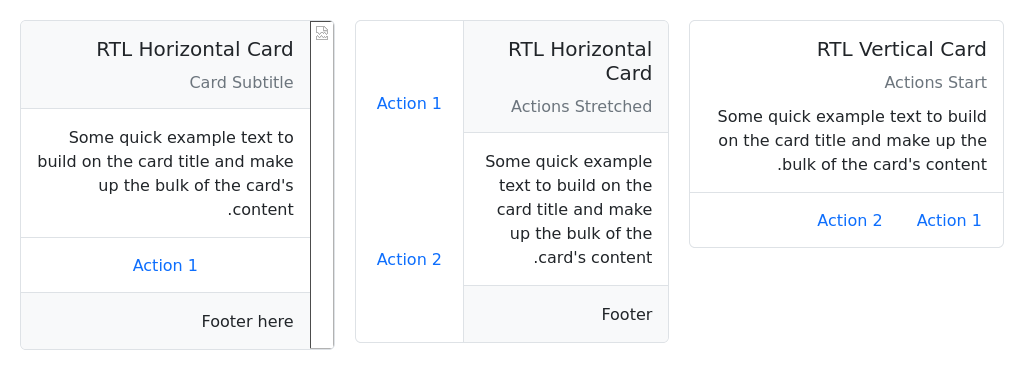 RTL Horizontal Card
Card Subtitle
Some quick example text to
build on the card title and make
up the bulk of the card's
.content
Action 1
Footer here
RTL Horizontal
Card
Actions Stretched
Some quick example
text to build on the
card title and make
up the bulk of the
.card's content
Footer
Action 1
Action 2
RTL Vertical Card
Actions Start
Some quick example text to build
on the card title and make up the
.bulk of the card's content
Action 2 Action 1